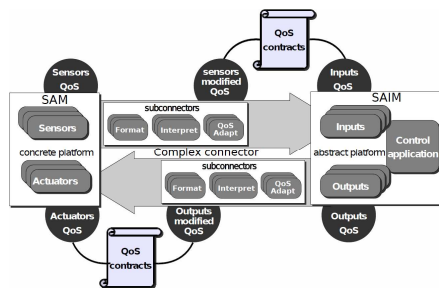 QoS
contracts
Sensors
QoS
sensors
modified
QoS
Inputs
QoS
SAM
SAIM
subconnectors
Format
Interpret
QoS
Adapt
Sensors
Inputs
Control
application
concrete platform
Complex connector
abstract platform
subconnectors
Format
Interpret
QoS
Adapt
Actuators
Outputs
Actuators
QoS
Outputs
modified
QoS
Outputs
QoS
QoS
contracts